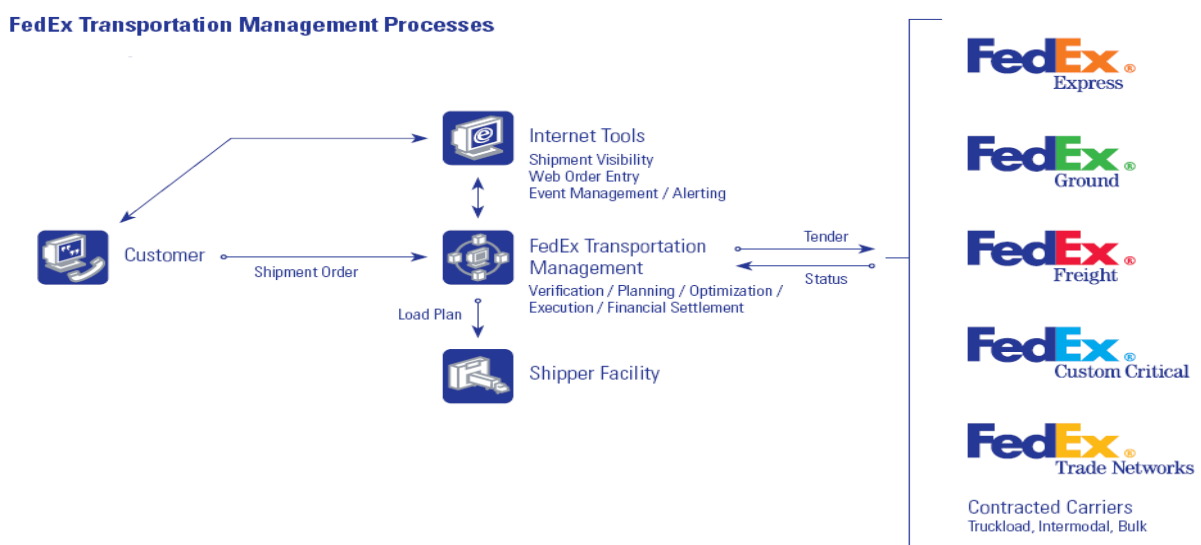 FedEx Transportation Management Processes
Internet Tools
Shipment Visibility
Web Order Entry
Event Management / Alerting
Customer
Shipment Order
FedEx Transportation
Management
Verification / Planning / Optimization /
Execution / Financial Settlement
Tender
Status
Load Plan
Shipper Facility
FedEx®
Express
FedEx®
Ground
FedEx®
Freight
FedEx®
Custom Critical
FedEx®
Trade Networks
Contracted Carriers
Truckload, Intermodal, Bulk